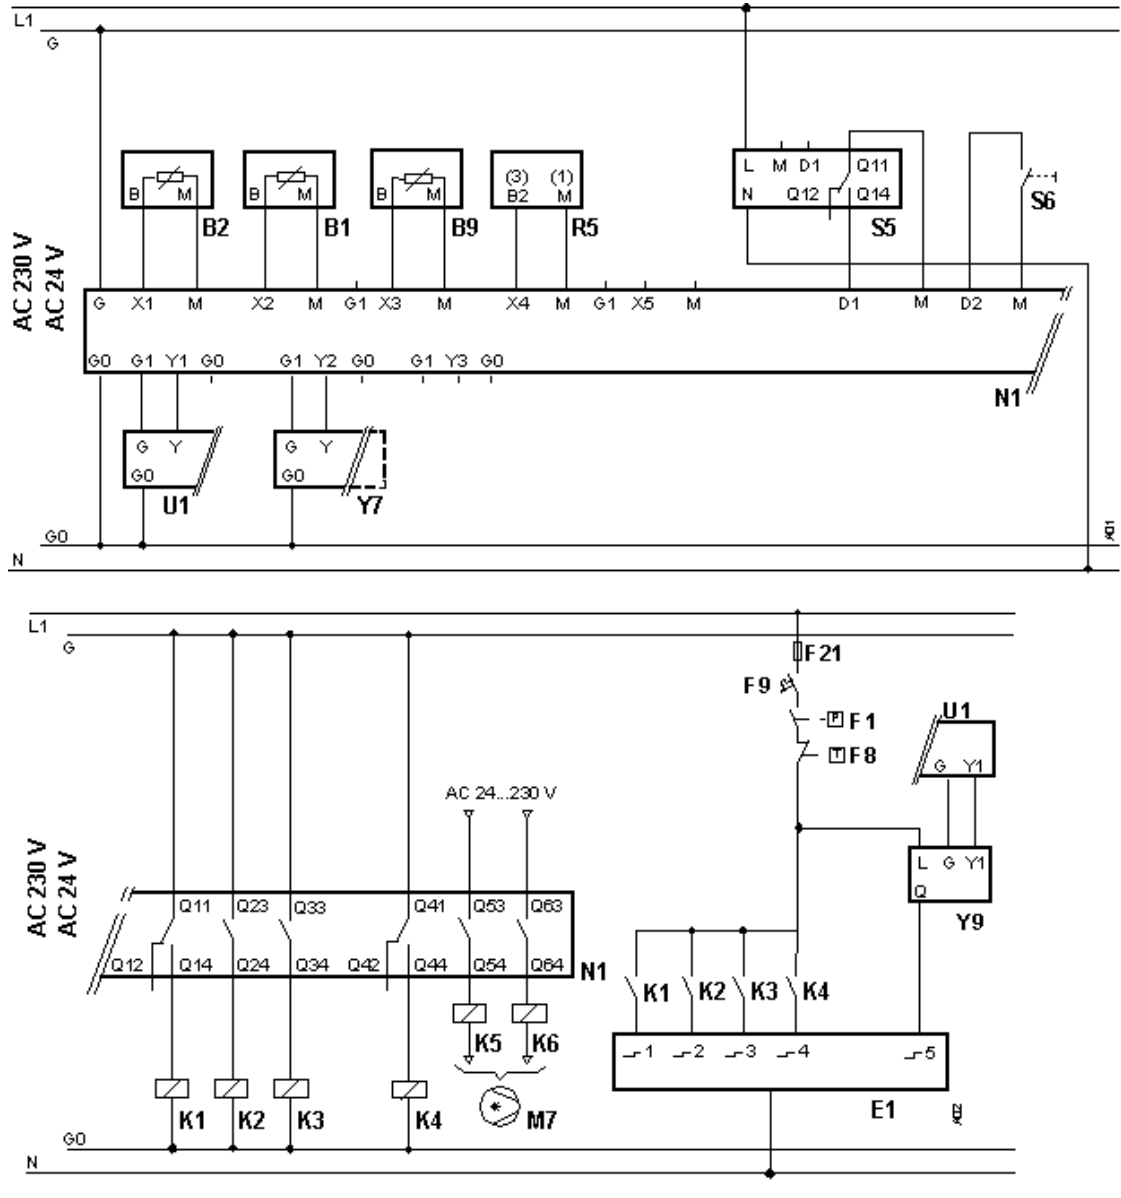 L1
G
L M D1 Q11
N Q12 Q14
S5
S6
B M
B2
B M
B1
B M
B9
(3) (1)
B2 M
R5
AC 230 V
AC 24 V
G X1 M X2 M G1 X3 M X4 M G1 X5 M D1 M D2 M
G0 G1 Y1 G0 G1 Y2 G0 G1 Y3 G0
N1
G Y
G0
U1
G Y
G0
Y7
G0
N
A01
L1
G
F21
F9
P F1
T F8
U1
G Y1
AC 24...230 V
L G Y1
Q
Y9
AC 230 V
AC 24 V
Q11 Q23 Q33 Q41 Q53 Q63
Q12 Q14 Q24 Q34 Q42 Q44 Q54 Q64
N1
K1 K2 K3 K4
K5 K6
1 2 3 4 5
E1
K1 K2 K3 K4
M7
A02
G0
N